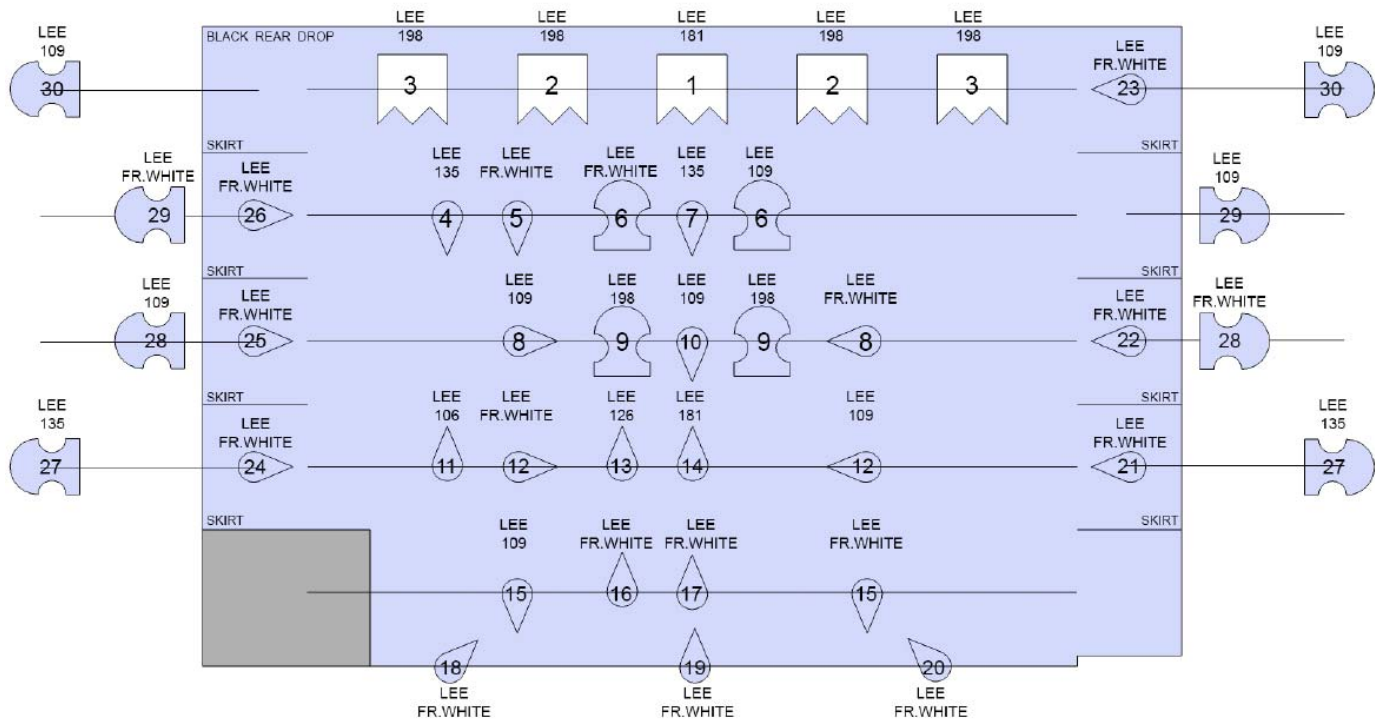 LEE
109
30
BLACK REAR DROP
LEE
198
3
LEE
198
2
LEE
181
1
LEE
198
2
LEE
198
3
LEE
FR.WHITE
23
LEE
109
30
SKIRT
SKIRT
LEE
FR.WHITE
29
LEE
FR.WHITE
26
LEE
135
4
LEE
FR.WHITE
5
LEE
FR.WHITE
6
LEE
135
7
LEE
109
6
LEE
109
29
SKIRT
SKIRT
LEE
109
28
LEE
FR.WHITE
25
LEE
109
8
LEE
198
9
LEE
109
10
LEE
198
9
LEE
FR.WHITE
8
LEE
FR.WHITE
22
LEE
FR.WHITE
28
SKIRT
SKIRT
LEE
135
27
LEE
FR.WHITE
24
LEE
106
11
LEE
FR.WHITE
12
LEE
126
13
LEE
181
14
LEE
109
12
LEE
FR.WHITE
21
LEE
135
27
SKIRT
SKIRT
LEE
109
15
LEE
FR.WHITE
16
LEE
FR.WHITE
17
LEE
FR.WHITE
15
18
LEE
FR.WHITE
19
LEE
FR.WHITE
20
LEE
FR.WHITE